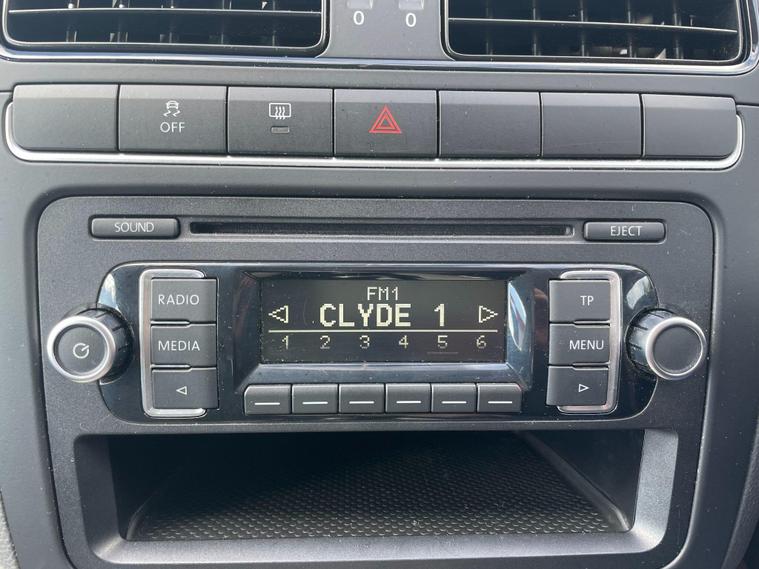 0 0
OFF
SOUND
EJECT
RADIO
FM1
TP
CLYDE 1
MEDIA
1 2 3 4 5 6
MENU